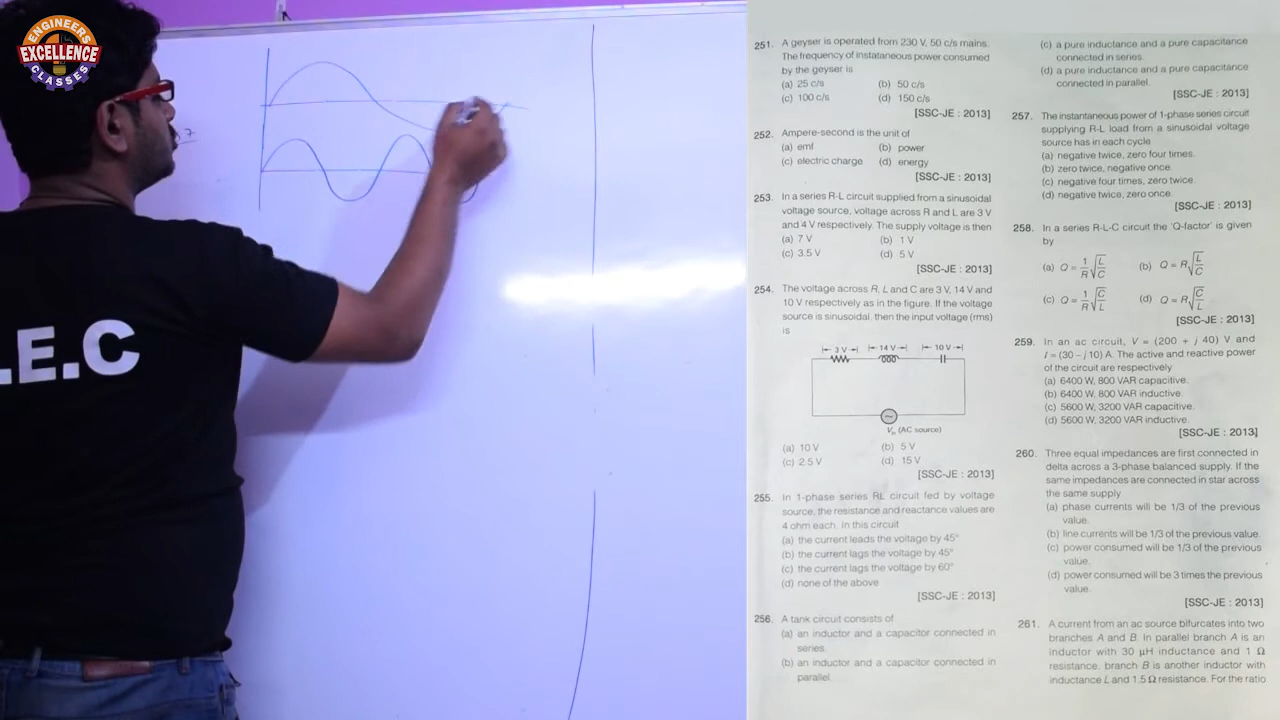 ENGINEERS
EXCELLENCE
CLASSES
.E.C
251. A geyser is operated from 230 V, 50 c/s mains.
The frequency of instataneous power consumed
by the geyser is
(a) 25 c/s (b) 50 c/s
(c) 100 c/s (d) 150 c/s
[SSC-JE : 2013]
252. Ampere-second is the unit of
(a) emf (b) power
(c) electric charge (d) energy
[SSC-JE : 2013]
253. In a series R-L circuit supplied from a sinusoidal
voltage source, voltage across R and L are 3 V
and 4 V respectively. The supply voltage is then
(a) 7 V (b) 1 V
(c) 3.5 V (d) 5 V
[SSC-JE : 2013]
254. The voltage across R, L and C are 3 V, 14 V and
10 V respectively as in the figure. If the voltage
source is sinusoidal, then the input voltage (rms)
is
3 V 14 V 10 V
Vin (AC source)
(a) 10 V (b) 5 V
(c) 2.5 V (d) 15 V
[SSC-JE : 2013]
255. In 1-phase series RL circuit fed by voltage
source, the resistance and reactance values are
4 ohm each. In this circuit
(a) the current leads the voltage by 45°
(b) the current lags the voltage by 45°
(c) the current lags the voltage by 60°
(d) none of the above
[SSC-JE : 2013]
256. A tank circuit consists of
(a) an inductor and a capacitor connected in
series.
(b) an inductor and a capacitor connected in
parallel.
(c) a pure inductance and a pure capacitance
connected in series.
(d) a pure inductance and a pure capacitance
connected in parallel.
[SSC-JE : 2013]
257. The instantaneous power of 1-phase series circuit
supplying R-L load from a sinusoidal voltage
source has in each cycle
(a) negative twice, zero four times.
(b) zero twice, negative once.
(c) negative four times, zero twice.
(d) negative twice, zero once.
[SSC-JE : 2013]
258. In a series R-L-C circuit the 'Q-factor' is given
by
(a) Q = 1/R √(L/C) (b) Q = R√(L/C)
(c) Q = 1/R √(C/L) (d) Q = R√(C/L)
[SSC-JE : 2013]
259. In an ac circuit, V = (200 + j 40) V and
I = (30 – j 10) A. The active and reactive power
of the circuit are respectively
(a) 6400 W, 800 VAR capacitive.
(b) 6400 W, 800 VAR inductive.
(c) 5600 W, 3200 VAR capacitive.
(d) 5600 W, 3200 VAR inductive.
[SSC-JE : 2013]
260. Three equal impedances are first connected in
delta across a 3-phase balanced supply. If the
same impedances are connected in star across
the same supply
(a) phase currents will be 1/3 of the previous
value.
(b) line currents will be 1/3 of the previous value.
(c) power consumed will be 1/3 of the previous
value.
(d) power consumed will be 3 times the previous
value.
[SSC-JE : 2013]
261. A current from an ac source bifurcates into two
branches A and B. In parallel branch A is an
inductor with 30 μH inductance and 1 Ω
resistance. branch B is another inductor with
inductance L and 1.5 Ω resistance. For the ratio